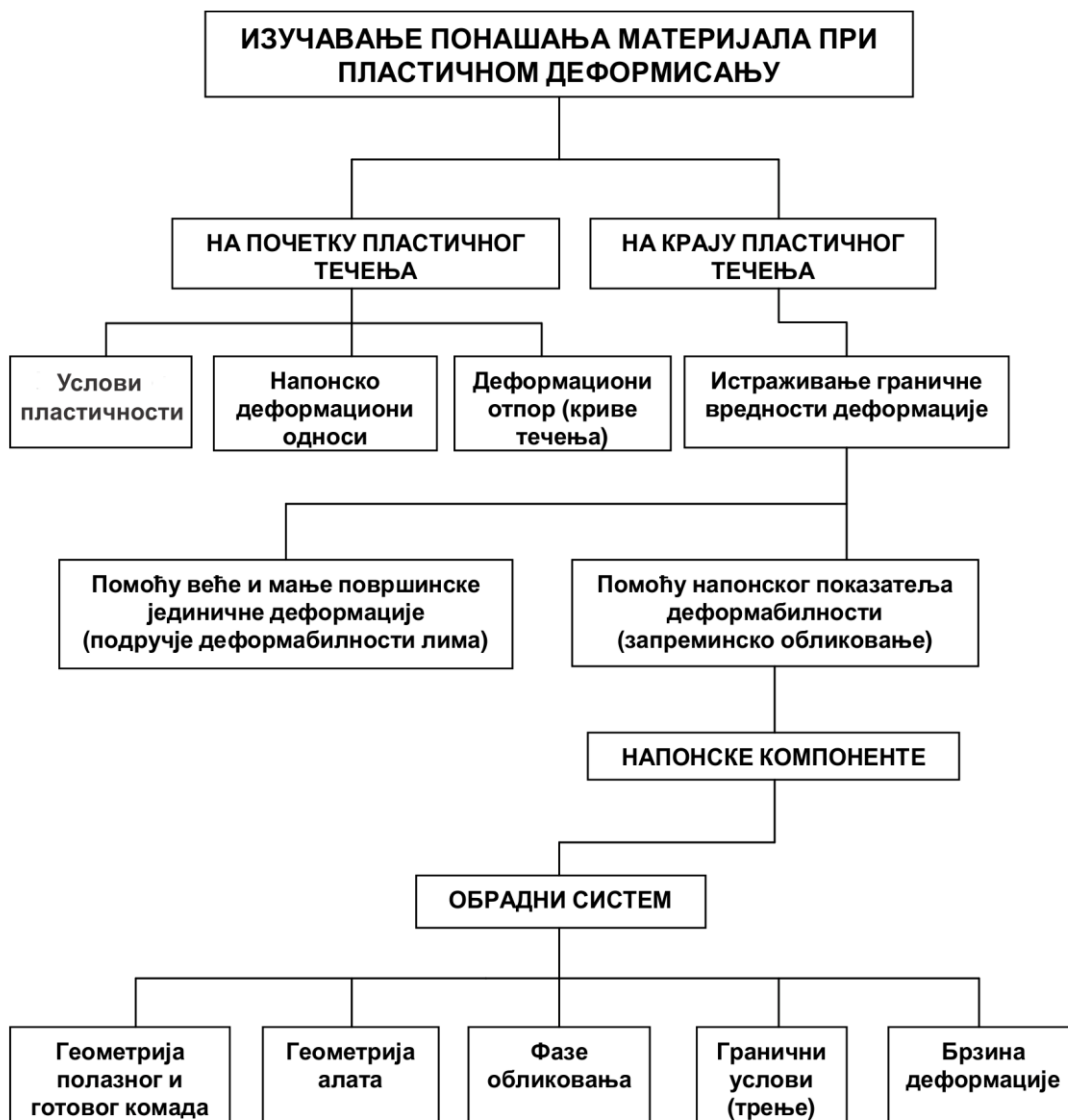 ИЗУЧАВАЊЕ ПОНАШАЊА МАТЕРИЈАЛА ПРИ
ПЛАСТИЧНОМ ДЕФОРМИСАЊУ
НА ПОЧЕТКУ ПЛАСТИЧНОГ
ТЕЧЕЊА
НА КРАЈУ ПЛАСТИЧНОГ
ТЕЧЕЊА
Услови
пластичности
Напонско
деформациони
односи
Деформациони
отпор (криве
течења)
Истраживање граничне
вредности деформације
Помоћу веће и мање површинске
јединичне деформације
(подручје деформабилности лима)
Помоћу напонског показатеља
деформабилности
(запреминско обликовање)
НАПОНСКЕ КОМПОНЕНТЕ
ОБРАДНИ СИСТЕМ
Геометрија
полазног и
готовог комада
Геометрија
алата
Фазе
обликовања
Гранични
услови
(трење)
Брзина
деформације